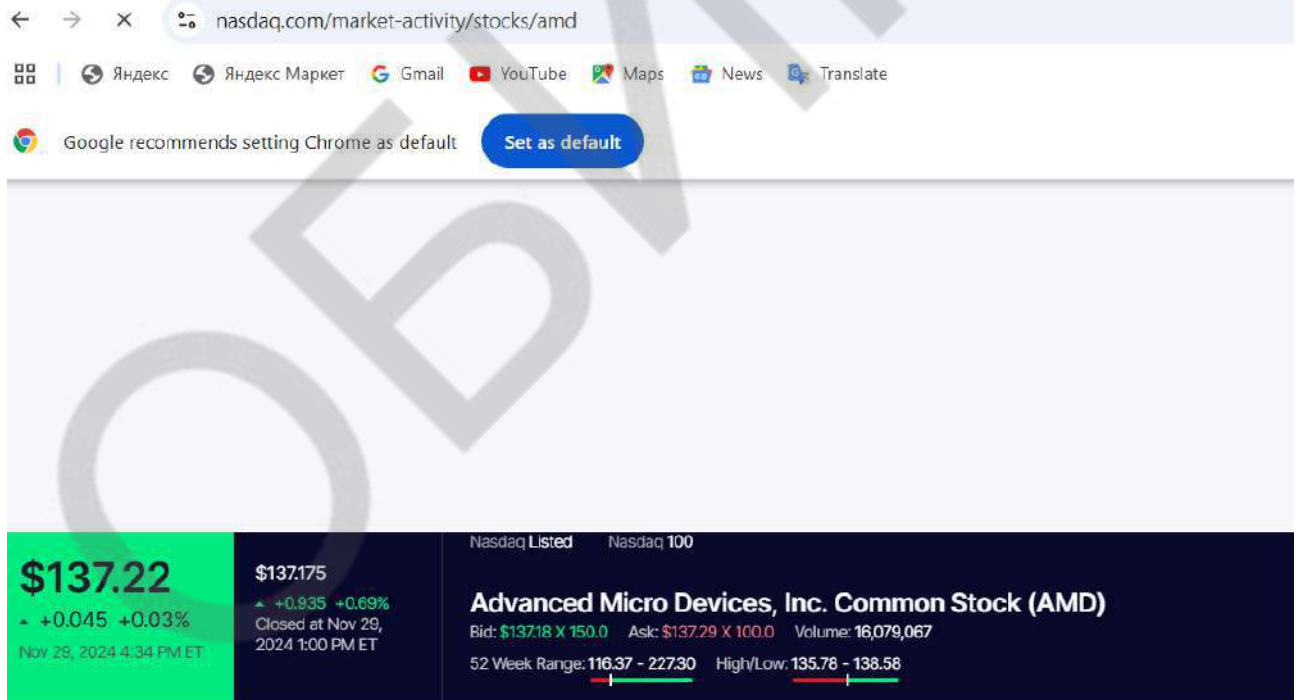 nasdaq.com/market-activity/stocks/amd
Яндекс Яндекс Маркет Gmail YouTube Maps News Translate
Google recommends setting Chrome as default Set as default
ОБИ
Nasdaq Listed Nasdaq 100
$137.22
+0.045 +0.03%
Nov 29, 2024 4:34 PM ET
$137.175
+0.935 +0.69%
Closed at Nov 29,
2024 1:00 PM ET
Advanced Micro Devices, Inc. Common Stock (AMD)
Bid: $137.18 X 150.0 Ask: $137.29 X 100.0 Volume: 16,079,067
52 Week Range: 116.37 - 227.30 High/Low: 135.78 - 138.58